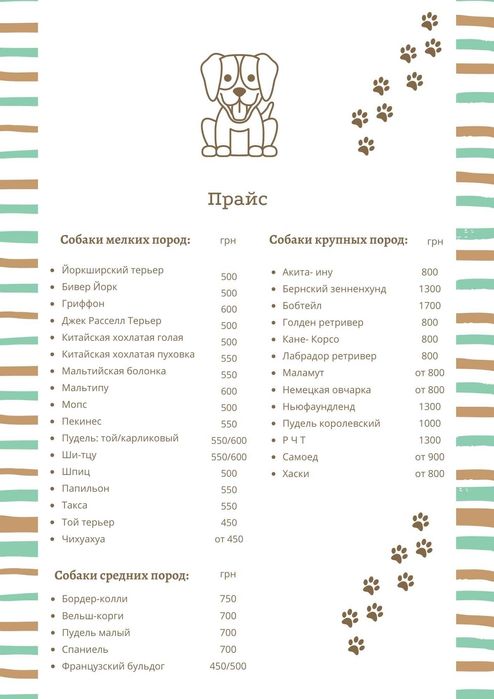 Прайс
Собаки мелких пород: грн
Йоркширский терьер 500
Бивер Йорк 500
Гриффон 600
Джек Расселл Терьер 500
Китайская хохлатая голая 500
Китайская хохлатая пуховка 550
Мальтийская болонка 550
Мальтипу 600
Мопс 500
Пекинес 550
Пудель: той/карликовый 550/600
Ши-тцу 550/600
Шпиц 500
Папильон 550
Такса 550
Той терьер 450
Чихуахуа от 450
Собаки средних пород: грн
Бордер-колли 750
Вельш-корги 700
Пудель малый 700
Спаниель 700
Французский бульдог 450/500
Собаки крупных пород: грн
Акита- ину 800
Бернский зенненхунд 1300
Бобтейл 1700
Голден ретривер 800
Кане- Корсо 800
Лабрадор ретривер 800
Маламут от 800
Немецкая овчарка от 800
Ньюфаундленд 1300
Пудель королевский 1000
Р Ч Т 1300
Самоед от 900
Хаски от 800